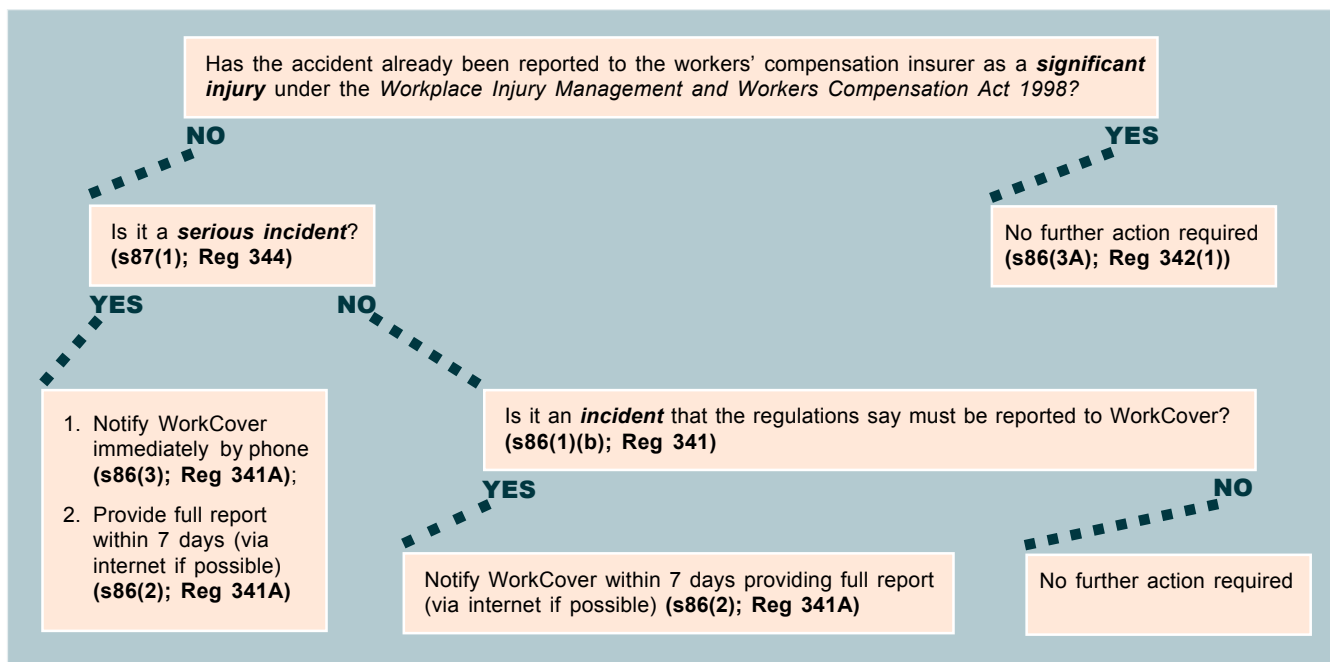 Has the accident already been reported to the workers' compensation insurer as a significant
injury under the Workplace Injury Management and Workers Compensation Act 1998?
NO
YES
Is it a serious incident?
(s87(1); Reg 344)
No further action required
(s86(3A); Reg 342(1))
YES
NO
1. Notify WorkCover
immediately by phone
(s86(3); Reg 341A);
2. Provide full report
within 7 days (via
internet if possible)
(s86(2); Reg 341A)
Is it an incident that the regulations say must be reported to WorkCover?
(s86(1)(b); Reg 341)
YES
NO
Notify WorkCover within 7 days providing full report
(via internet if possible) (s86(2); Reg 341A)
No further action required